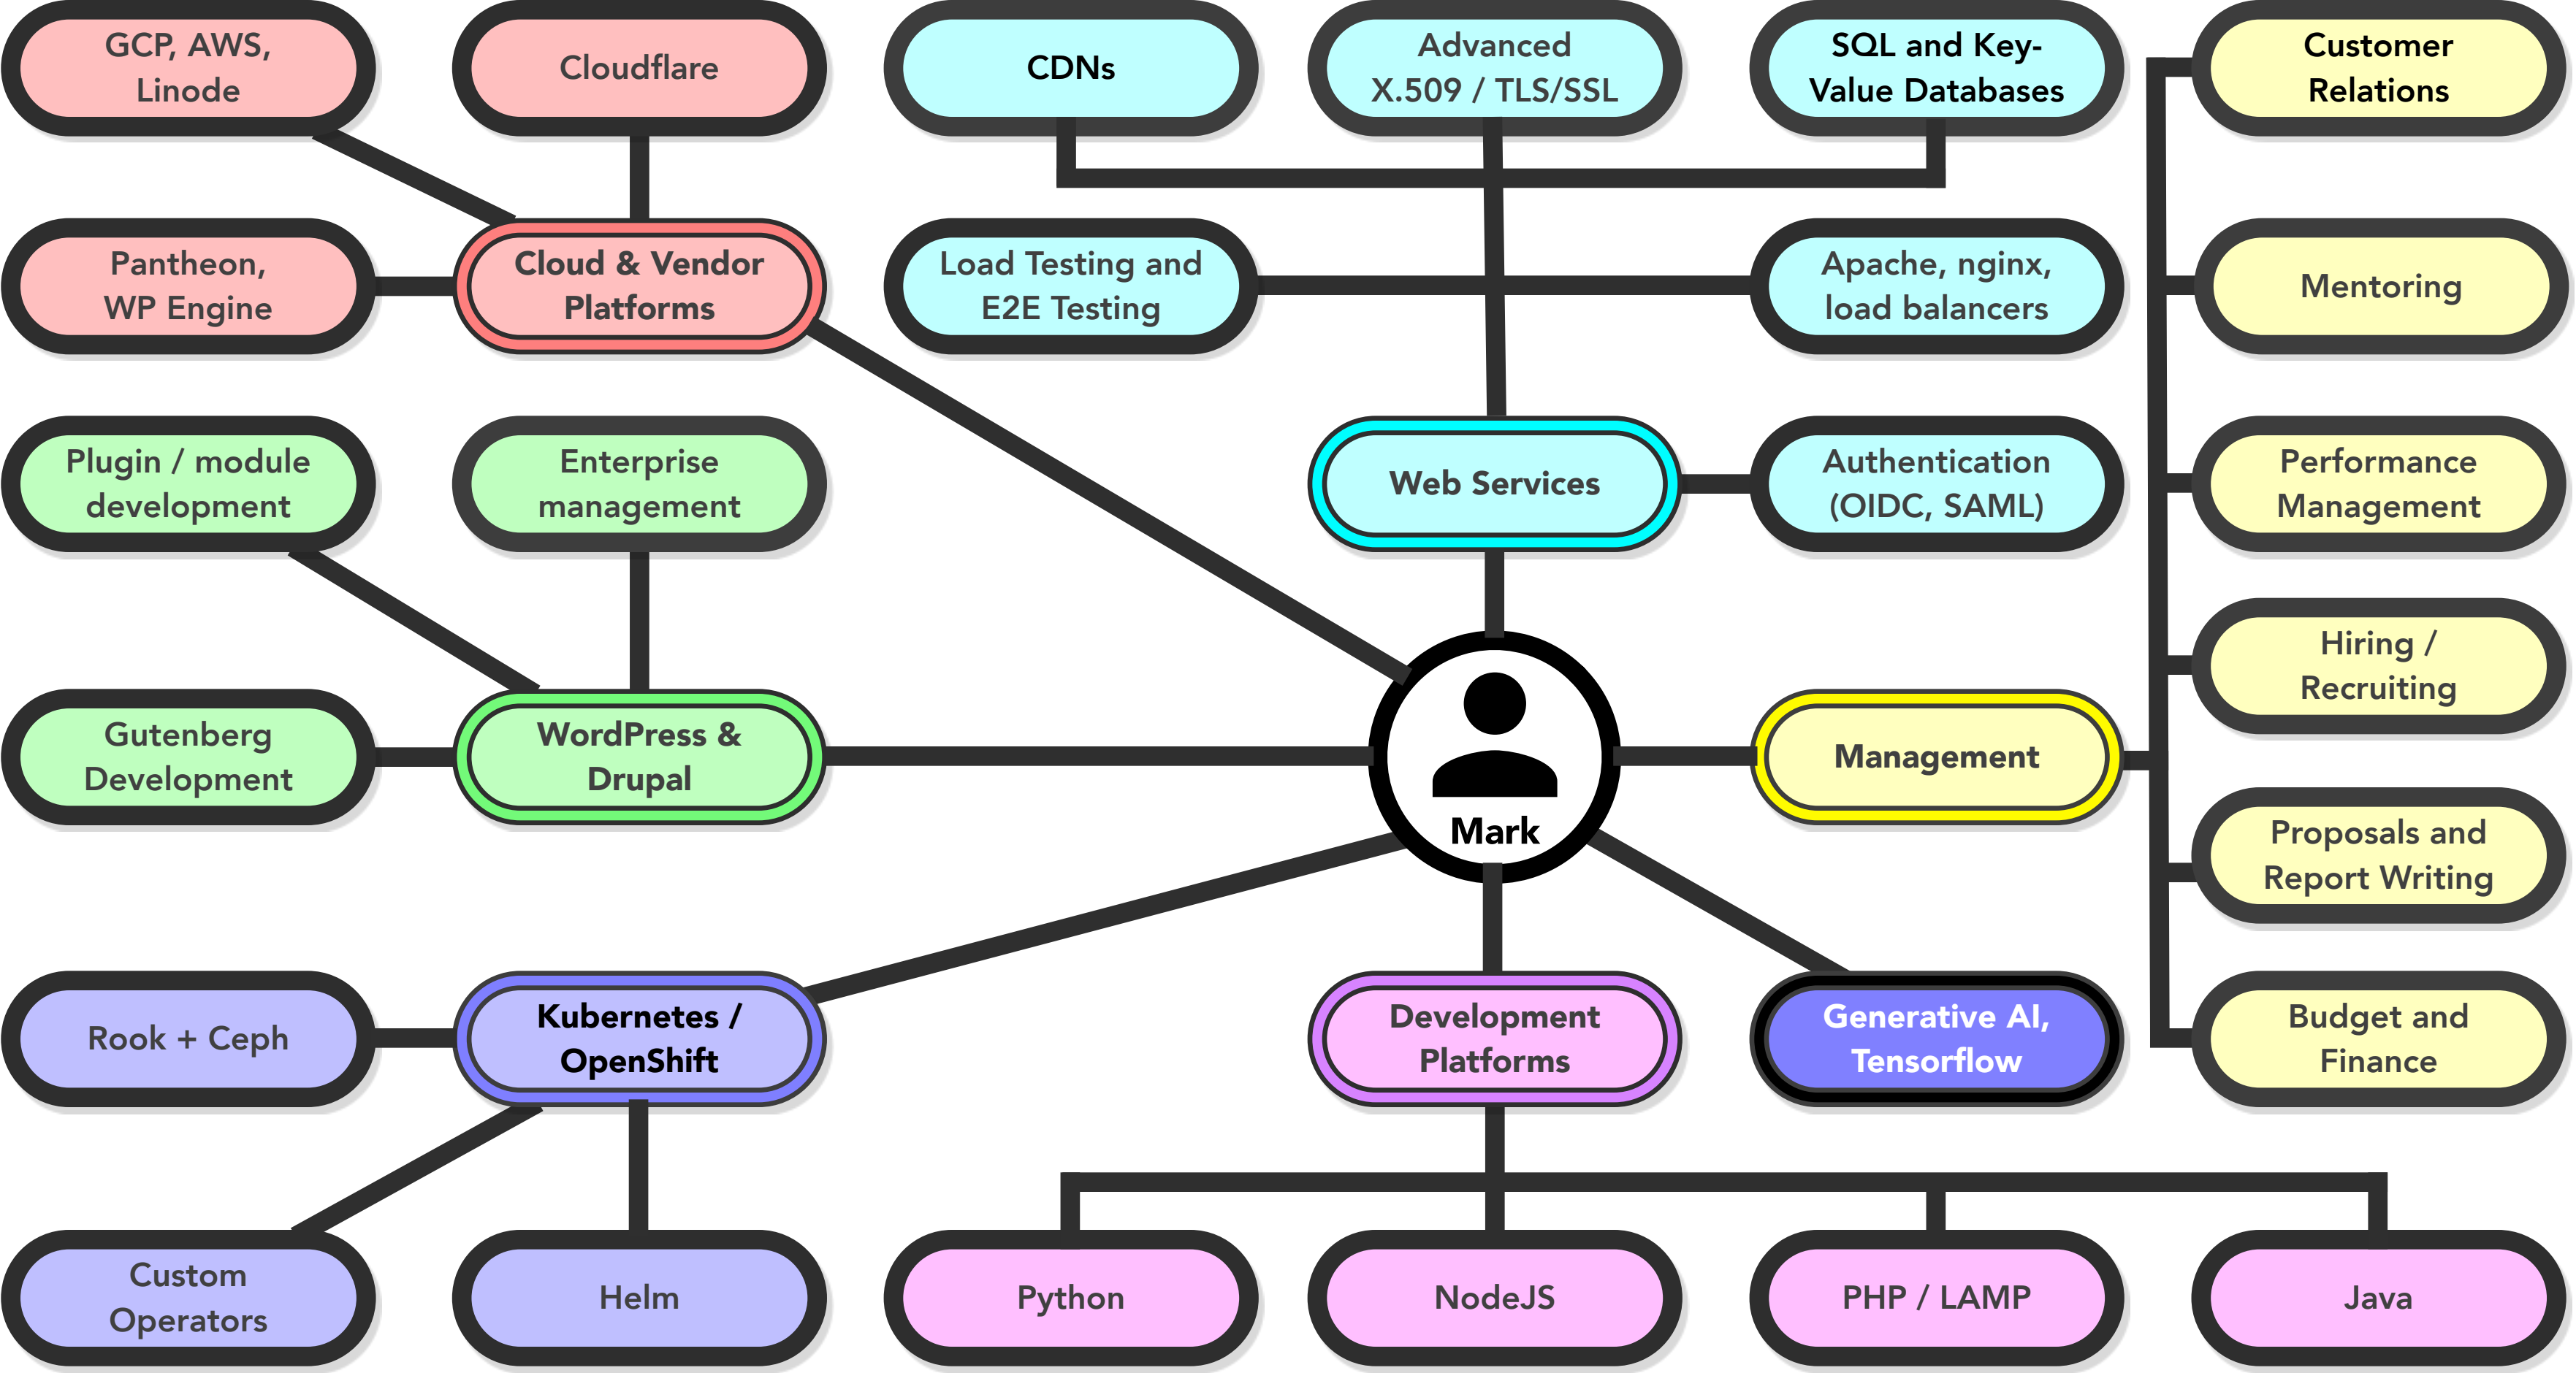 GCP, AWS,
Linode
Cloudflare
CDNs
Advanced
X.509 / TLS/SSL
SQL and Key-
Value Databases
Customer
Relations
Pantheon,
WP Engine
Cloud & Vendor
Platforms
Load Testing and
E2E Testing
Apache, nginx,
load balancers
Mentoring
Plugin / module
development
Enterprise
management
Web Services
Authentication
(OIDC, SAML)
Performance
Management
Hiring /
Recruiting
Gutenberg
Development
WordPress &
Drupal
Mark
Management
Proposals and
Report Writing
Rook + Ceph
Kubernetes /
OpenShift
Development
Platforms
Generative AI,
Tensorflow
Budget and
Finance
Custom
Operators
Helm
Python
NodeJS
PHP / LAMP
Java